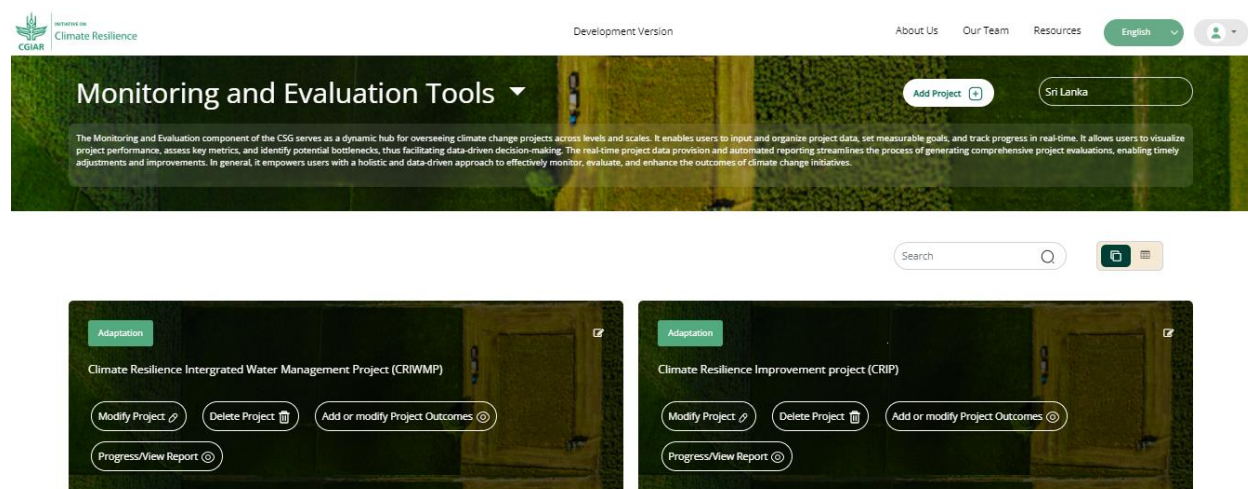 INITIATIVE ON
Climate Resilience
CGIAR
Development Version
About Us
Our Team
Resources
English
Monitoring and Evaluation Tools
Add Project
Sri Lanka
The Monitoring and Evaluation component of the CSG serves as a dynamic hub for overseeing climate change projects across levels and scales. It enables users to input and organize project data, set measurable goals, and track progress in real-time. It allows users to visualize
project performance, assess key metrics, and identify potential bottlenecks, thus facilitating data-driven decision-making. The real-time project data provision and automated reporting streamlines the process of generating comprehensive project evaluations, enabling timely
adjustments and improvements. In general, it empowers users with a holistic and data-driven approach to effectively monitor, evaluate, and enhance the outcomes of climate change initiatives.
Search
Adaptation
Climate Resilience Intergrated Water Management Project (CRIWMP)
Modify Project
Delete Project
Add or modify Project Outcomes
Progress/View Report
Adaptation
Climate Resilience Improvement project (CRIP)
Modify Project
Delete Project
Add or modify Project Outcomes
Progress/View Report